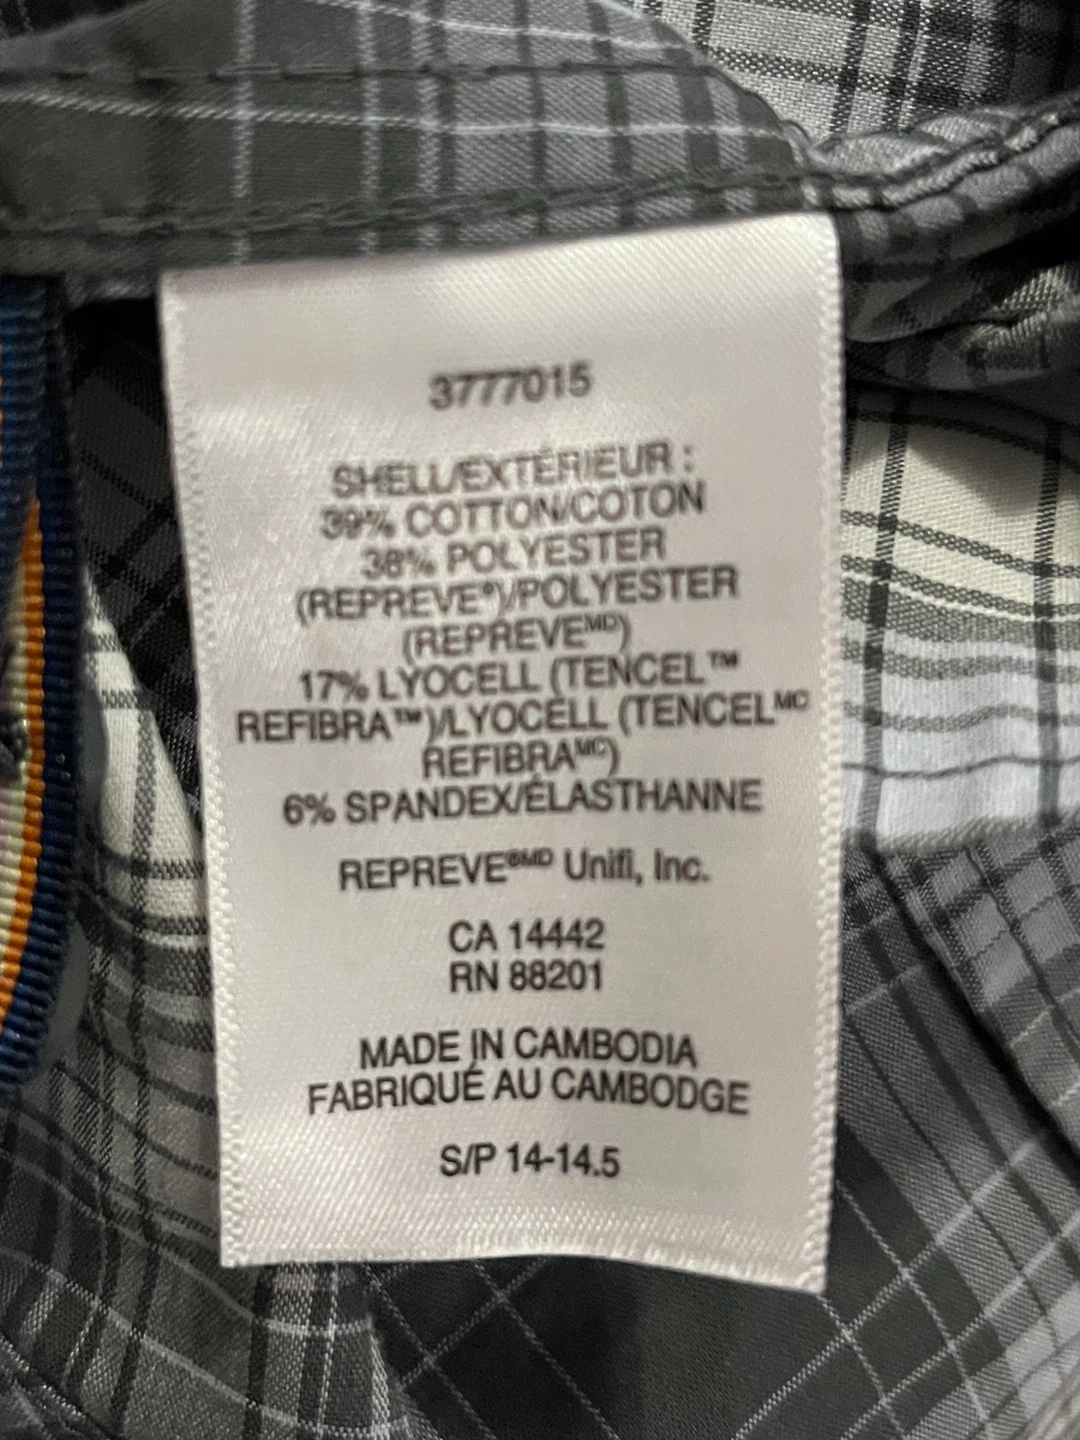 3777015
SHELL/EXTÉRIEUR :
39% COTTON/COTON
38% POLYESTER
(REPREVE®)/POLYESTER
(REPREVEᴹᴰ)
17% LYOCELL (TENCEL™
REFIBRA™)/LYOCELL (TENCELᴹᶜ
REFIBRAᴹᶜ)
6% SPANDEX/ÉLASTHANNE
REPREVE®ᴹᴰ Unifi, Inc.
CA 14442
RN 88201
MADE IN CAMBODIA
FABRIQUÉ AU CAMBODGE
S/P 14-14.5